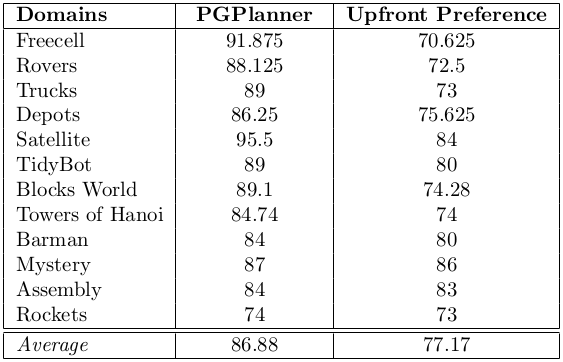 Domains PGPlanner Upfront Preference
Freecell 91.875 70.625
Rovers 88.125 72.5
Trucks 89 73
Depots 86.25 75.625
Satellite 95.5 84
TidyBot 89 80
Blocks World 89.1 74.28
Towers of Hanoi 84.74 74
Barman 84 80
Mystery 87 86
Assembly 84 83
Rockets 74 73
Average 86.88 77.17